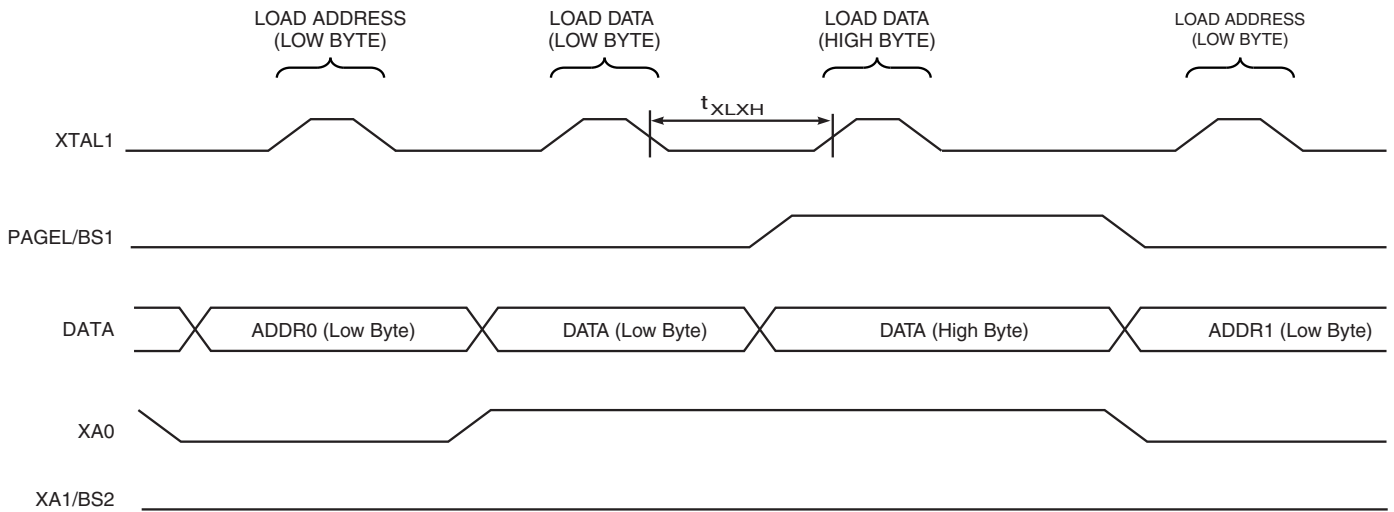 LOAD ADDRESS
(LOW BYTE)
LOAD DATA
(LOW BYTE)
LOAD DATA
(HIGH BYTE)
LOAD ADDRESS
(LOW BYTE)
tXLXH
XTAL1
PAGEL/BS1
DATA
ADDR0 (Low Byte)
DATA (Low Byte)
DATA (High Byte)
ADDR1 (Low Byte)
XA0
XA1/BS2